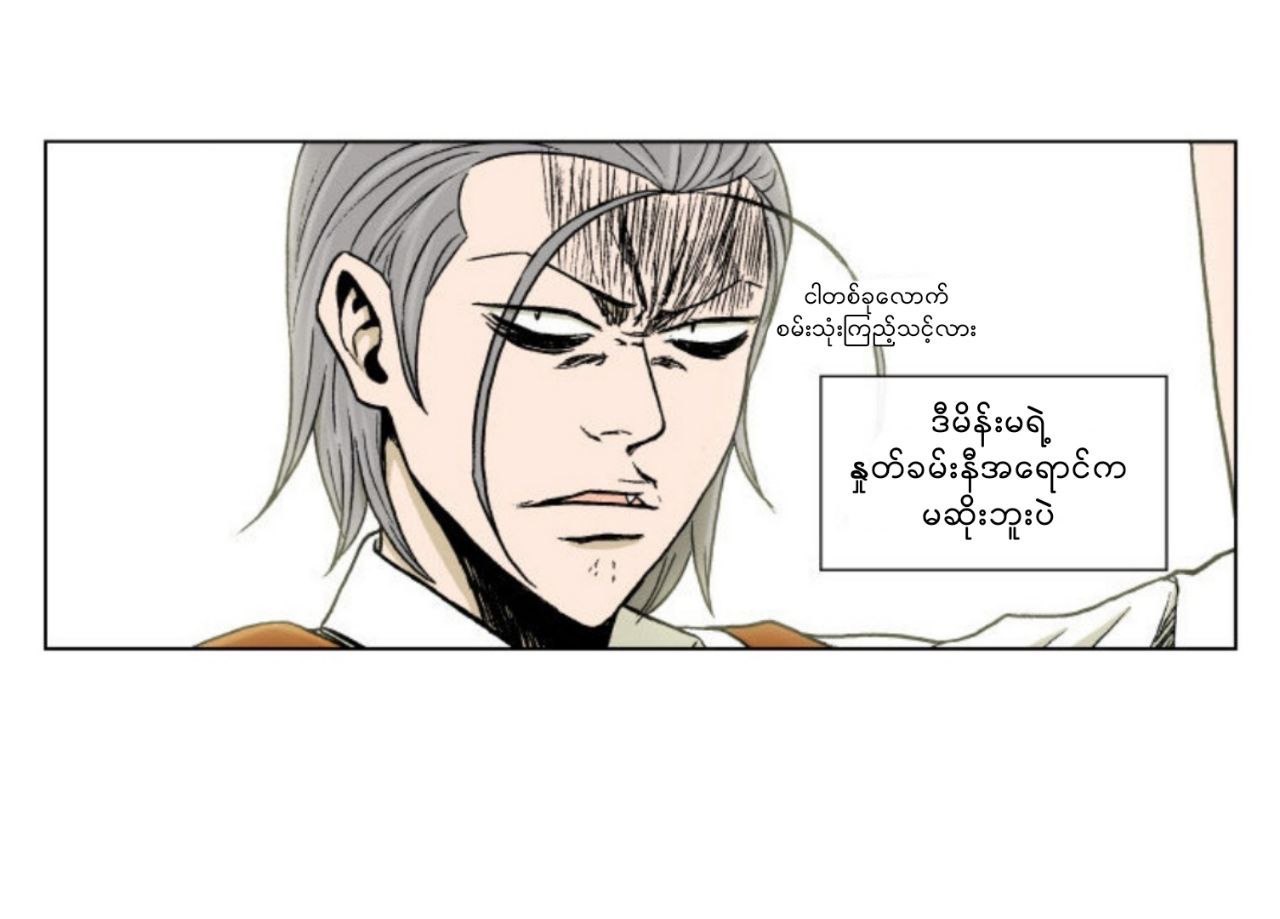 ငါတစ်ခုလောက်
စမ်းသုံးကြည့်သင့်လား
ဒီမိန်းမရဲ့
နှုတ်ခမ်းနီအရောင်က
မဆိုးဘူးပဲ